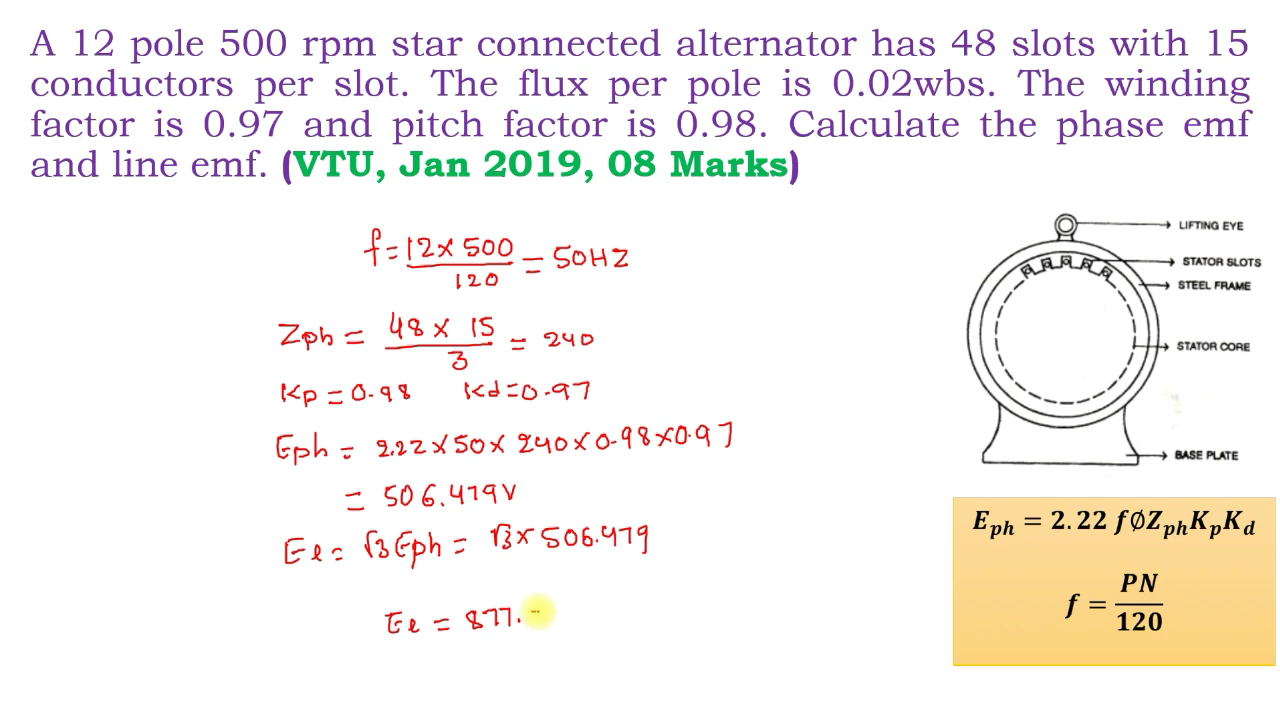 A 12 pole 500 rpm star connected alternator has 48 slots with 15
conductors per slot. The flux per pole is 0.02wbs. The winding
factor is 0.97 and pitch factor is 0.98. Calculate the phase emf
and line emf. (VTU, Jan 2019, 08 Marks)
f = 12 × 500 / 120 = 50HZ
Zph = 48 × 15 / 3 = 240
Kp = 0.98 Kd = 0.97
Eph = 2.22 × 50 × 240 × 0.98 × 0.97
= 506.479V
El = √3 Eph = √3 × 506.479
El = 877.
LIFTING EYE
STATOR SLOTS
STEEL FRAME
STATOR CORE
BASE PLATE
E_ph = 2.22 f∅Z_phK_pK_d
f = PN / 120